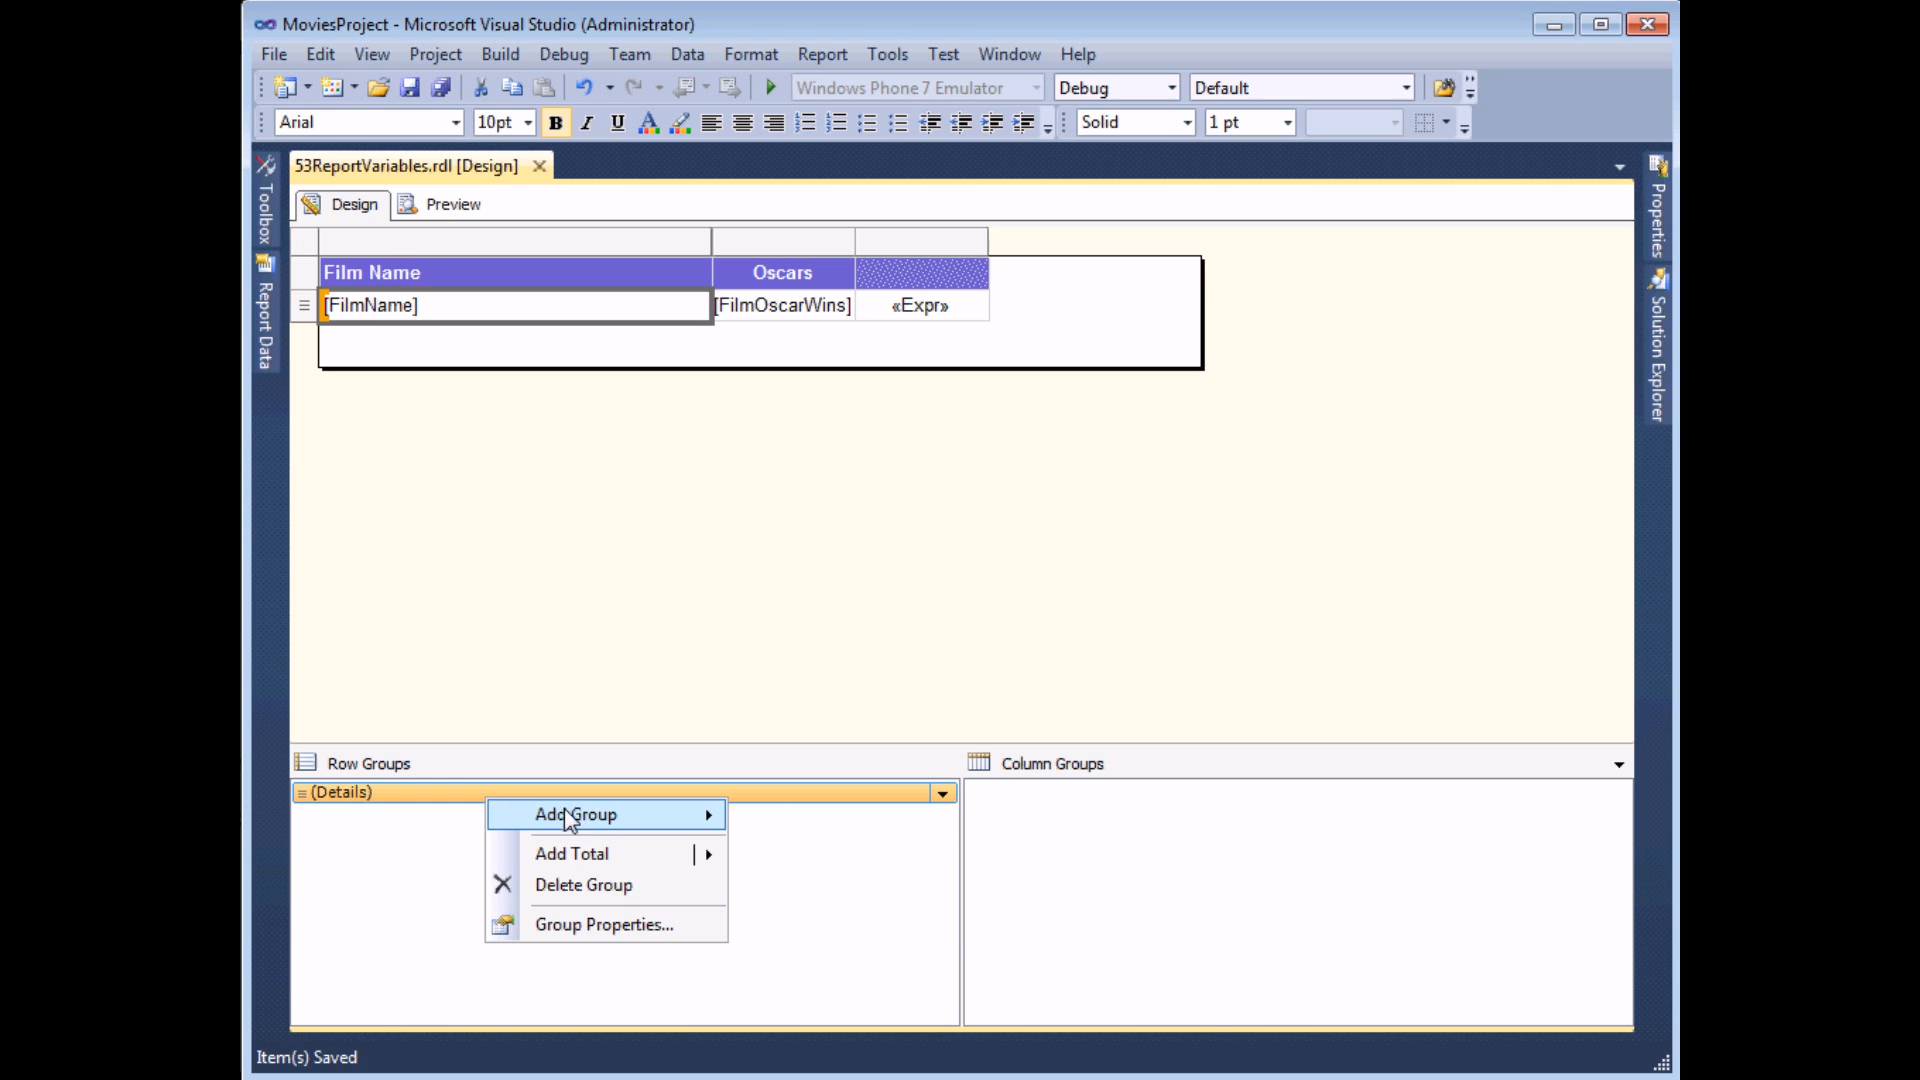 MoviesProject - Microsoft Visual Studio (Administrator)
File Edit View Project Build Debug Team Data Format Report Tools Test Window Help
Windows Phone 7 Emulator Debug Default
Arial 10pt B I U A Solid 1 pt
53ReportVariables.rdl [Design]
Design Preview
Toolbox
Report Data
Properties
Solution Explorer
Film Name Oscars
[FilmName] [FilmOscarWins] «Expr»
Row Groups Column Groups
(Details)
Add Group
Add Total
Delete Group
Group Properties...
Item(s) Saved